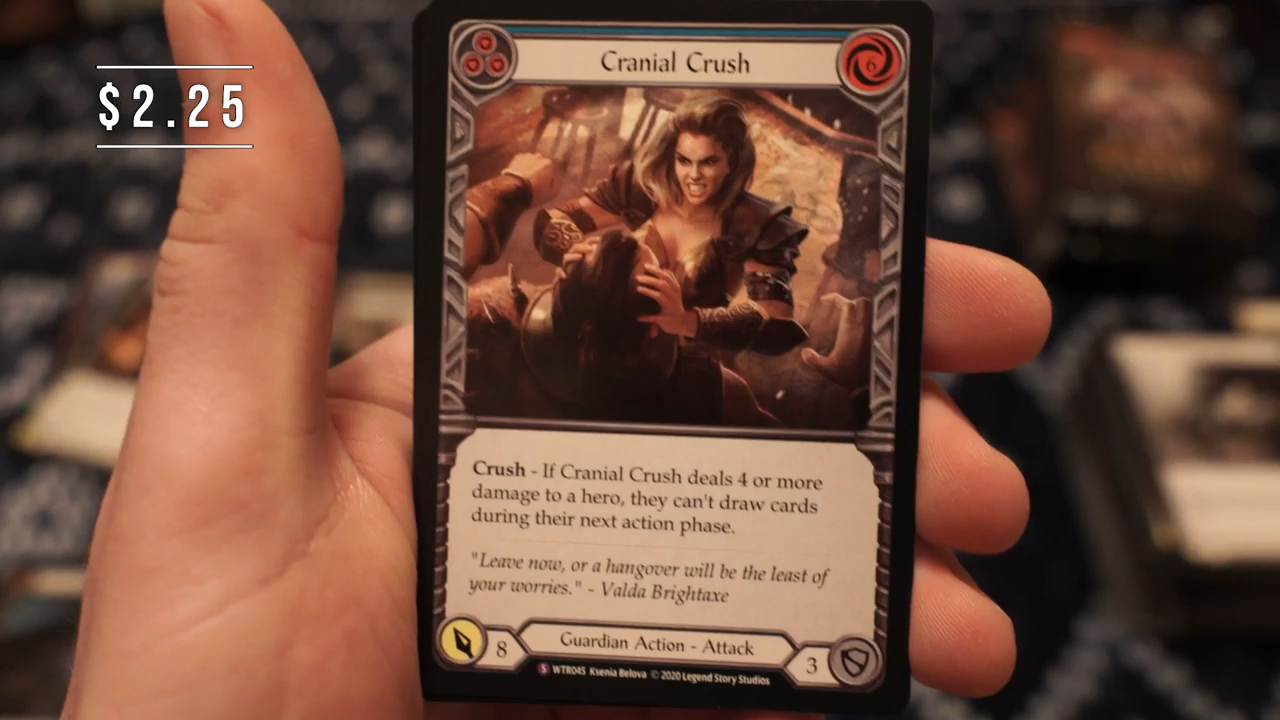 $2.25
Cranial Crush
6
Crush - If Cranial Crush deals 4 or more
damage to a hero, they can't draw cards
during their next action phase.
"Leave now, or a hangover will be the least of
your worries." - Valda Brightaxe
8
Guardian Action - Attack
3
S WTR045 Ksenia Belova © 2020 Legend Story Studios